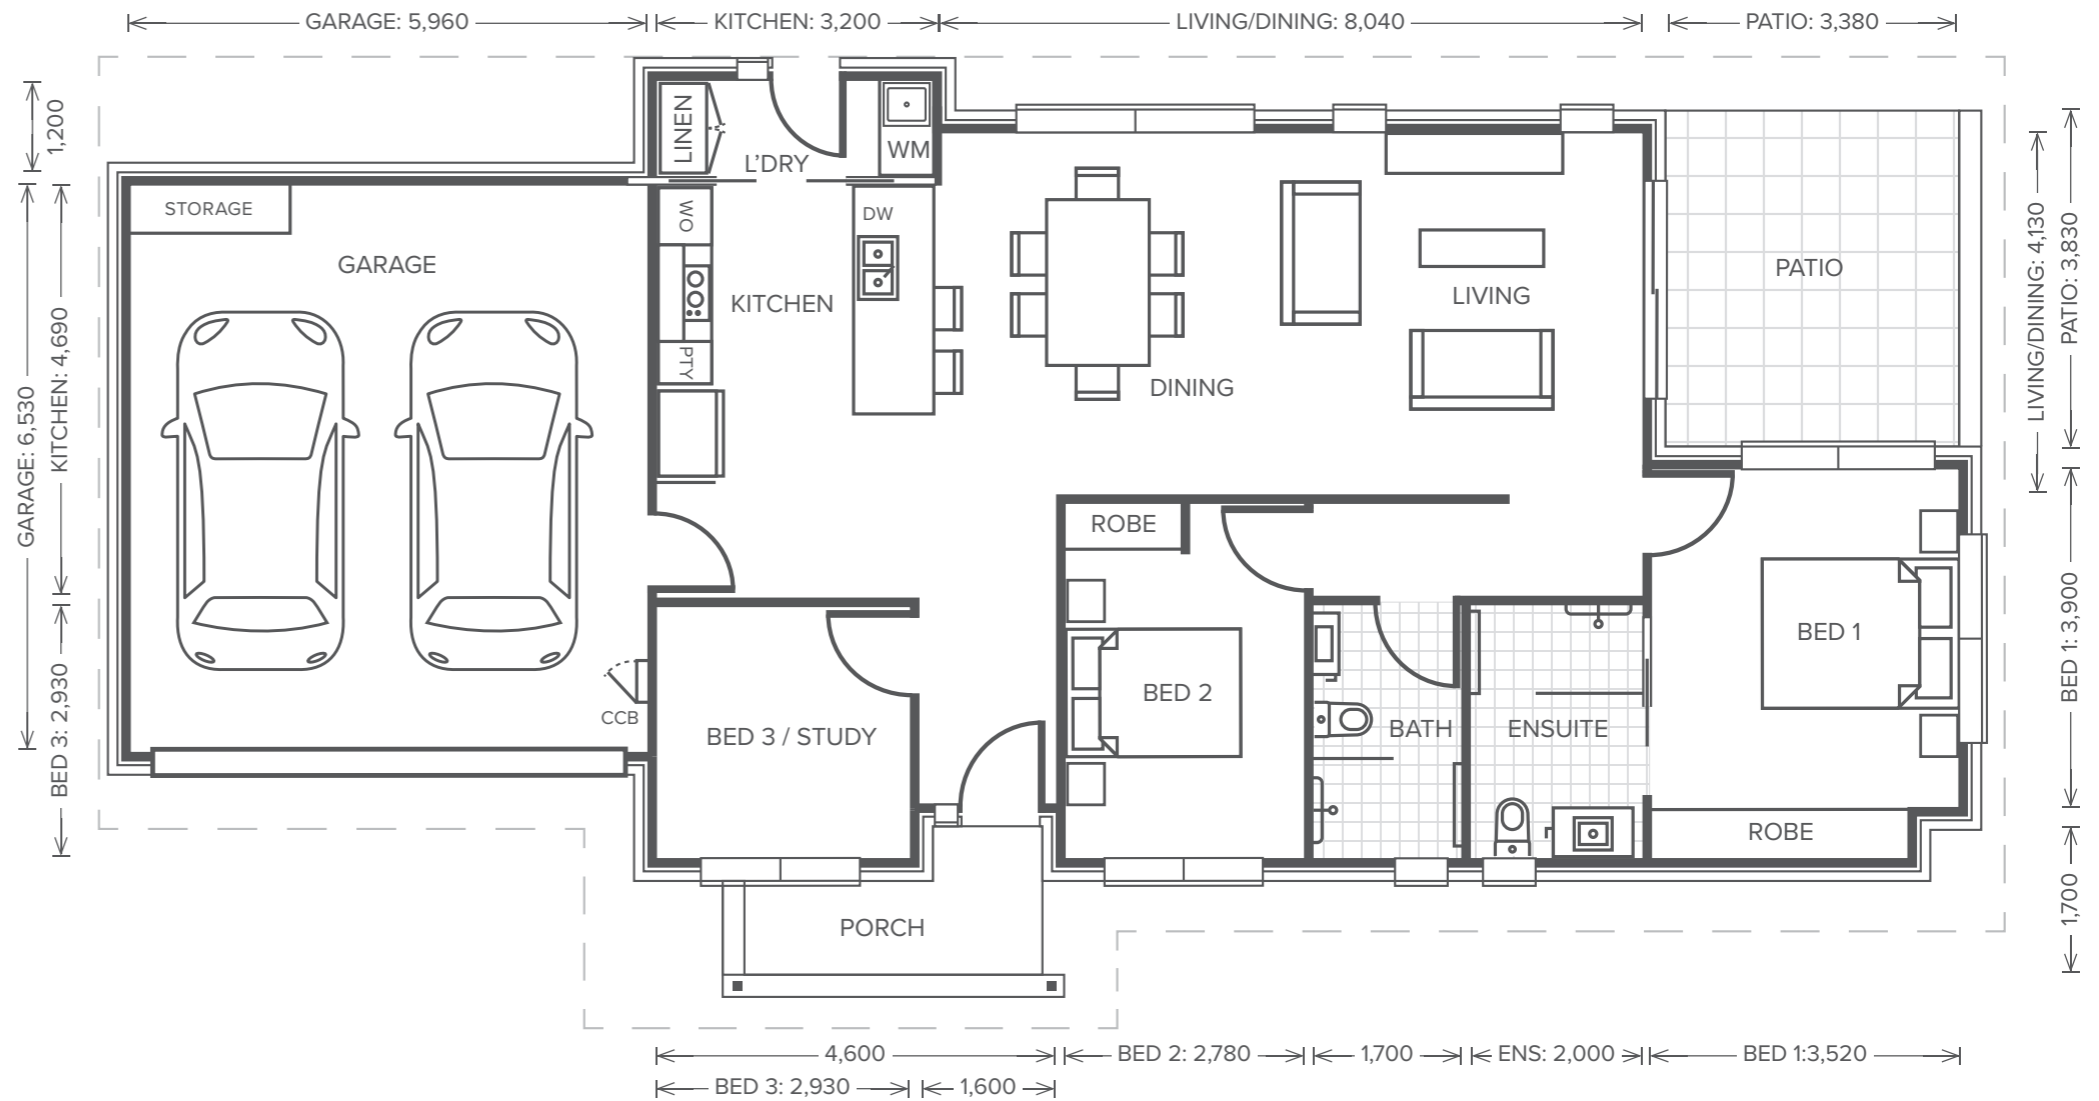 GARAGE: 5,960
KITCHEN: 3,200
LIVING/DINING: 8,040
PATIO: 3,380
1,200
GARAGE: 6,530
KITCHEN: 4,690
BED 3: 2,930
LINEN
L'DRY
WM
STORAGE
GARAGE
WO
DW
KITCHEN
PTY
DINING
LIVING
PATIO
LIVING/DINING: 4,130
PATIO: 3,830
ROBE
BED 1
BED 1: 3,900
CCB
BED 3 / STUDY
BED 2
BATH
ENSUITE
ROBE
PORCH
1,700
4,600
BED 2: 2,780
1,700
ENS: 2,000
BED 1:3,520
BED 3: 2,930
1,600